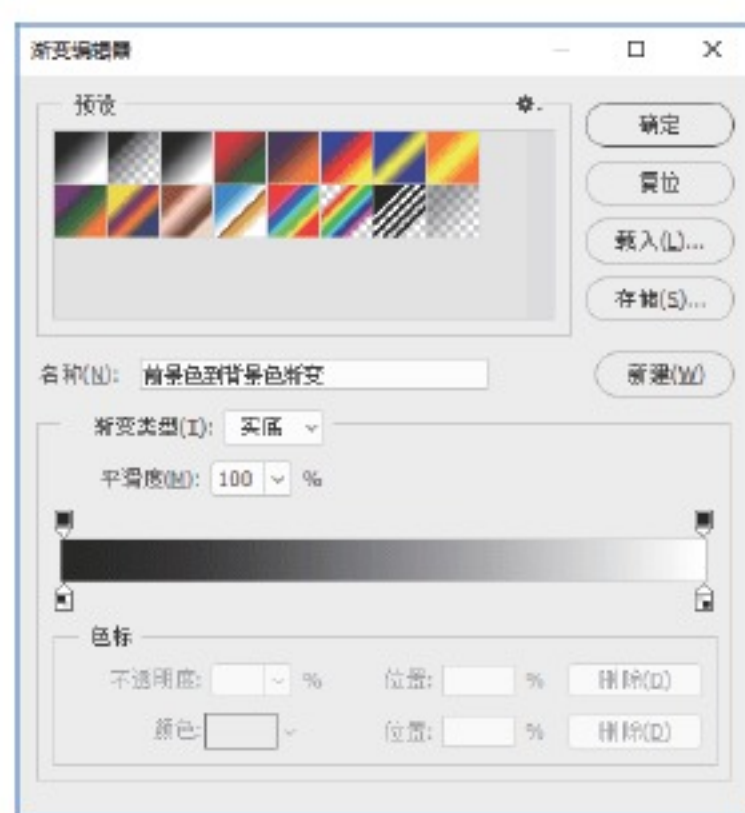 渐变编辑器
预设
确定
复位
载入(L)...
存储(S)...
名称(N): 前景色到背景色渐变
新建(W)
渐变类型(T): 实底
平滑度(M): 100 %
色标
不透明度: % 位置: % 删除(D)
颜色: 位置: % 删除(D)